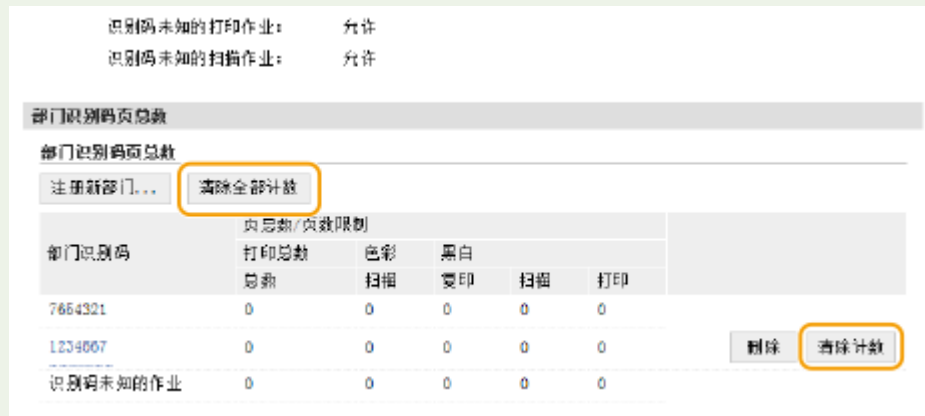 识别码未知的打印作业： 允许
识别码未知的扫描作业： 允许
部门识别码页总数
部门识别码页总数
注册新部门... 清除全部计数
页总数/页数限制
部门识别码 打印总数 色彩 黑白
总数 扫描 复印 扫描 打印
7654321 0 0 0 0 0
1234567 0 0 0 0 0 删除 清除计数
识别码未知的作业 0 0 0 0 0